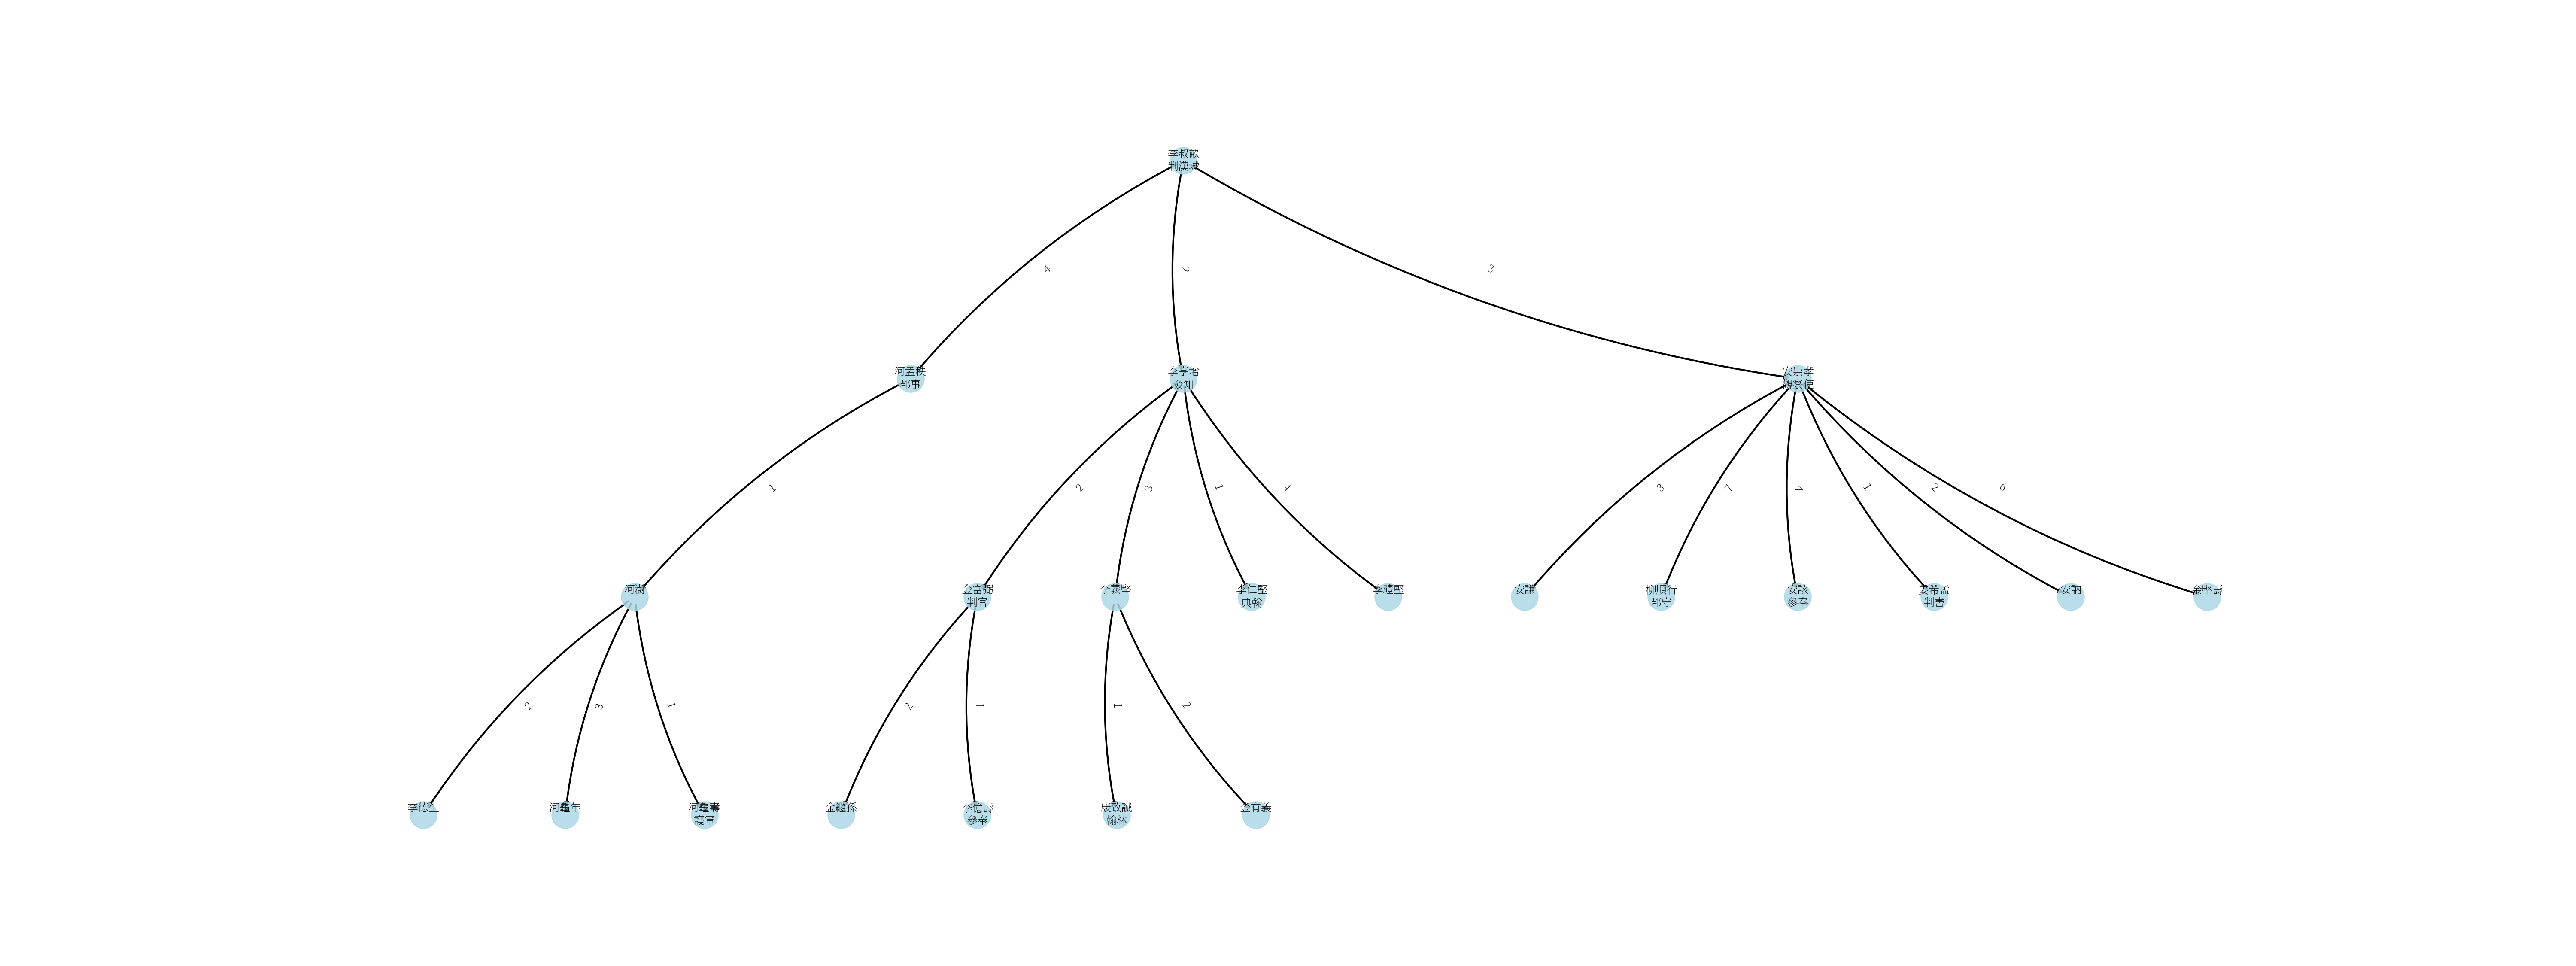 李叔畝
判漢城
4
2
3
河孟秩
郡事
李亨增
僉知
安崇孝
觀察使
1
2
3
1
4
3
7
4
1
2
6
河澍
金富弼
判官
李義堅
李仁堅
典翰
李禮堅
安謙
柳順行
郡守
安該
參奉
姜希孟
判書
安訥
金堅壽
2
3
1
2
1
1
2
李德生
河龜年
河龜壽
護軍
金繼孫
李億壽
參奉
康致誠
翰林
金有義